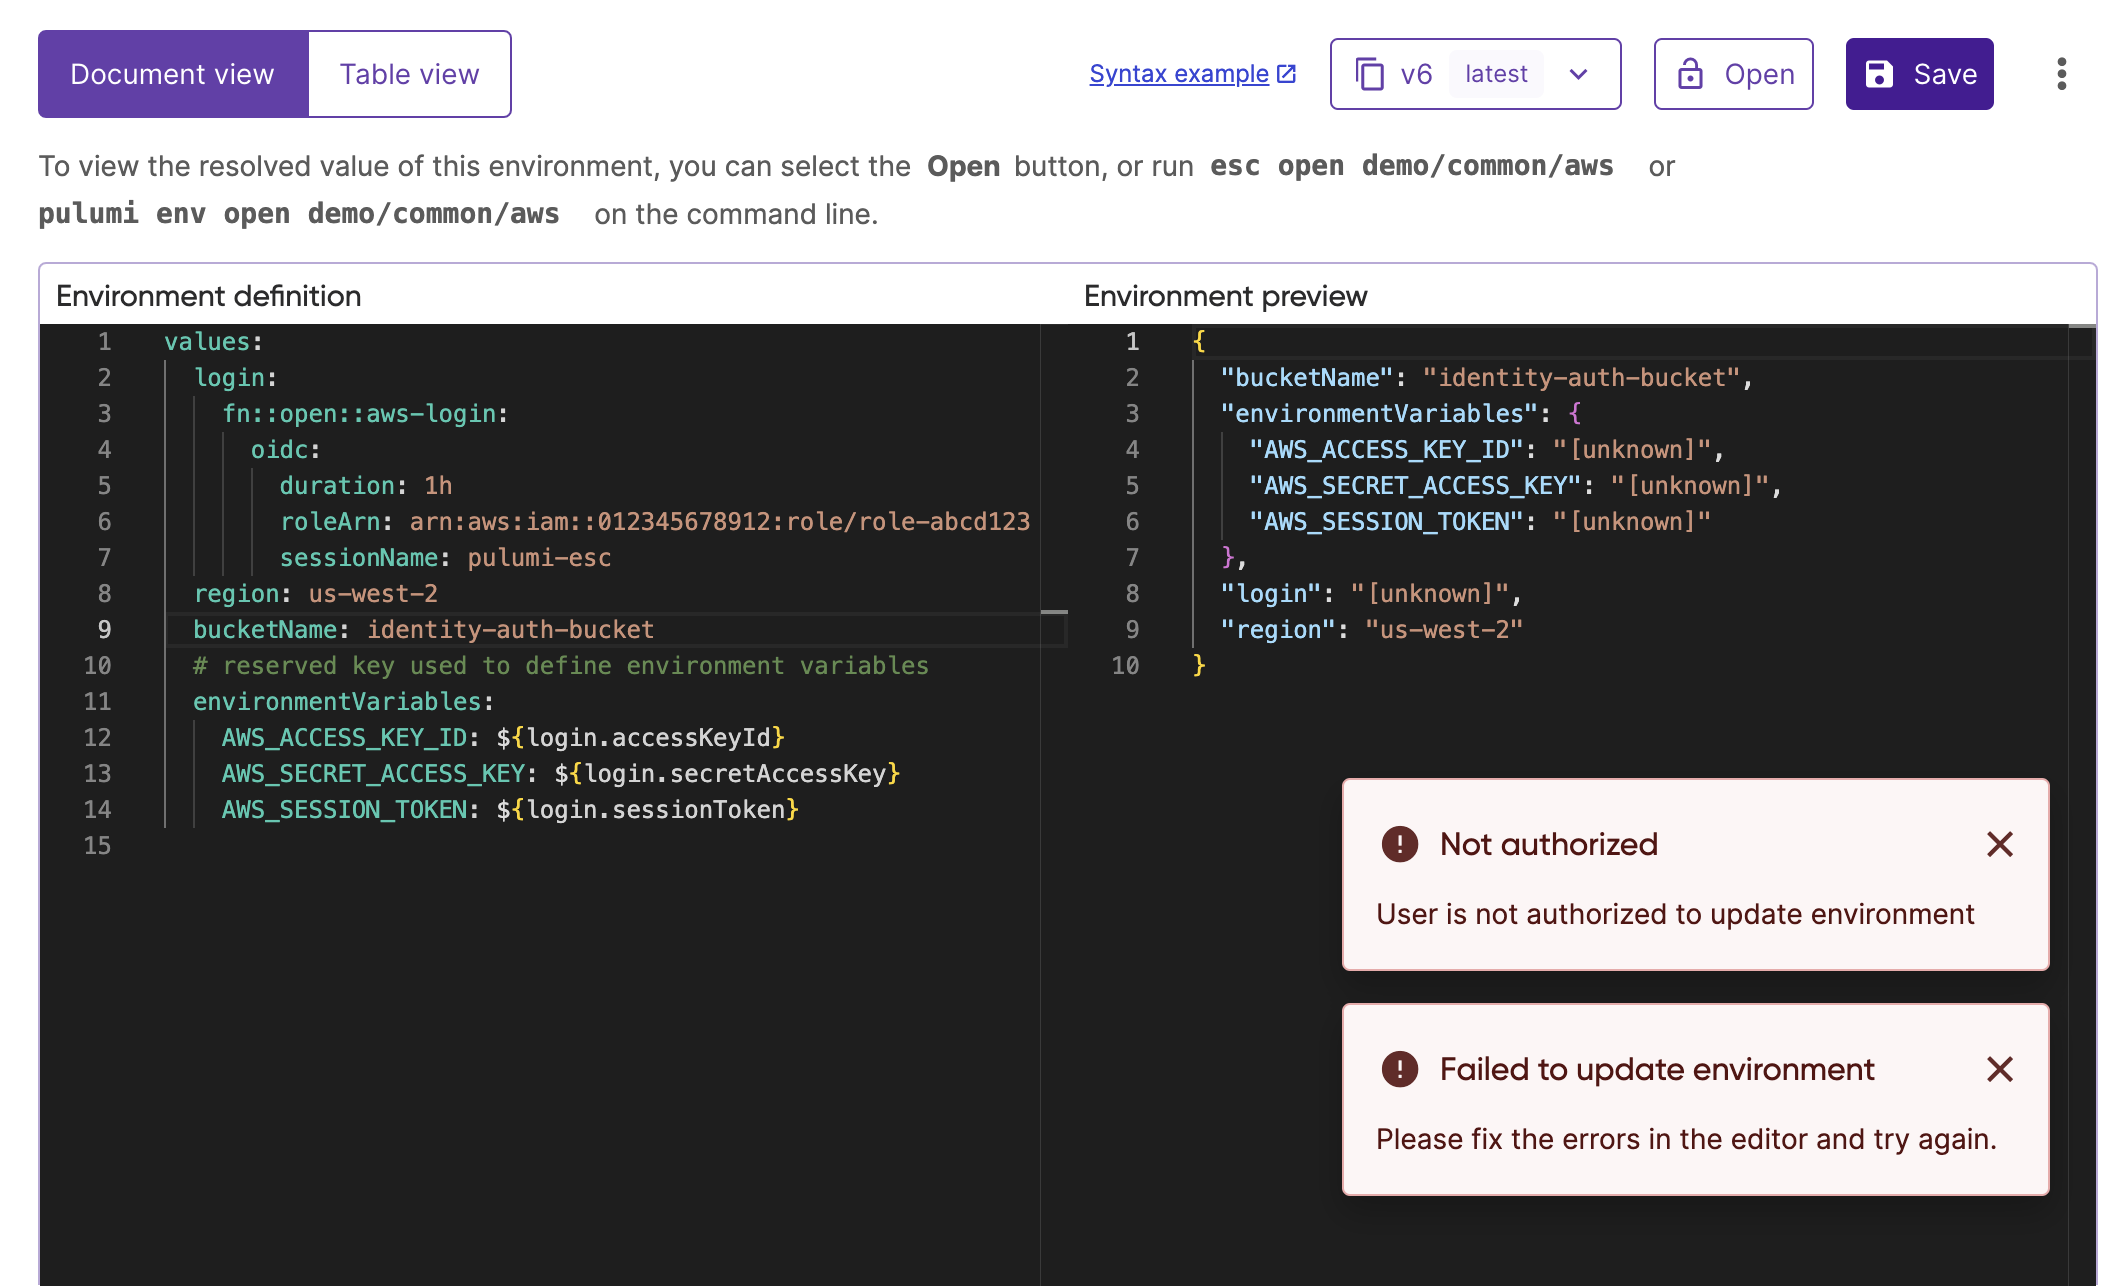 Document view
Table view
Syntax example
v6
latest
Open
Save
To view the resolved value of this environment, you can select the Open button, or run esc open demo/common/aws or
pulumi env open demo/common/aws on the command line.
Environment definition
1 values:
2   login:
3     fn::open::aws-login:
4       oidc:
5         duration: 1h
6         roleArn: arn:aws:iam::012345678912:role/role-abcd123
7         sessionName: pulumi-esc
8   region: us-west-2
9   bucketName: identity-auth-bucket
10   # reserved key used to define environment variables
11   environmentVariables:
12     AWS_ACCESS_KEY_ID: ${login.accessKeyId}
13     AWS_SECRET_ACCESS_KEY: ${login.secretAccessKey}
14     AWS_SESSION_TOKEN: ${login.sessionToken}
15
Environment preview
1 {
2   "bucketName": "identity-auth-bucket",
3   "environmentVariables": {
4     "AWS_ACCESS_KEY_ID": "[unknown]",
5     "AWS_SECRET_ACCESS_KEY": "[unknown]",
6     "AWS_SESSION_TOKEN": "[unknown]"
7   },
8   "login": "[unknown]",
9   "region": "us-west-2"
10 }
Not authorized
User is not authorized to update environment
Failed to update environment
Please fix the errors in the editor and try again.